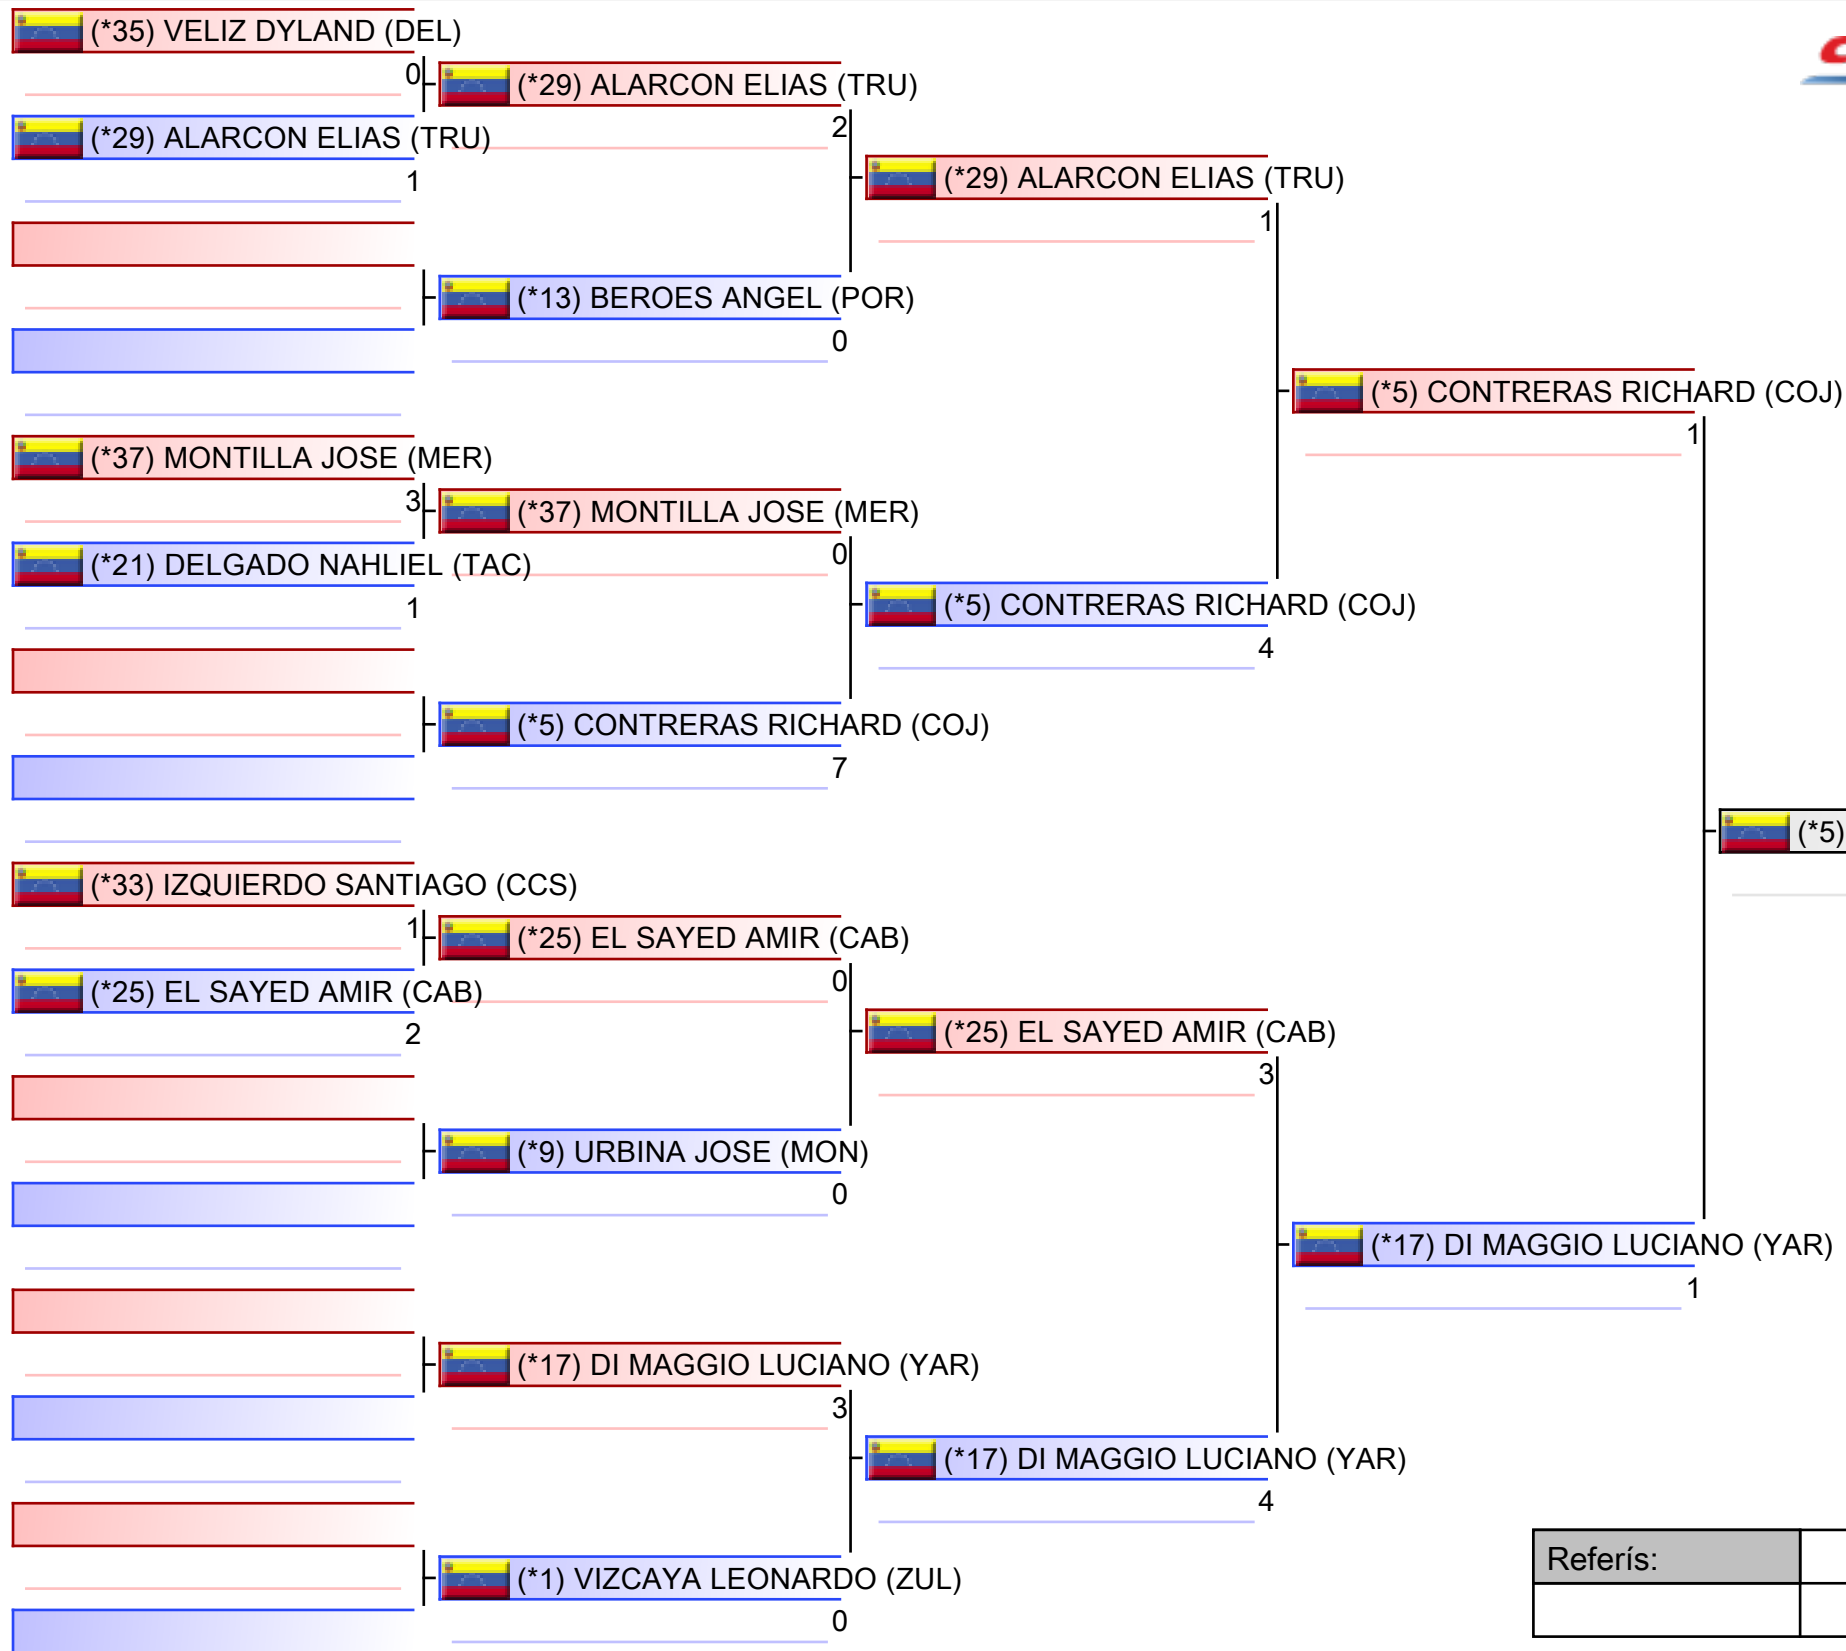 (*35) VELIZ DYLAND (DEL)
0
(*29) ALARCON ELIAS (TRU)
1
(*37) MONTILLA JOSE (MER)
3
(*21) DELGADO NAHLIEL (TAC)
1
(*33) IZQUIERDO SANTIAGO (CCS)
1
(*25) EL SAYED AMIR (CAB)
2
(*29) ALARCON ELIAS (TRU)
2
(*13) BEROES ANGEL (POR)
0
(*37) MONTILLA JOSE (MER)
0
(*5) CONTRERAS RICHARD (COJ)
7
(*25) EL SAYED AMIR (CAB)
0
(*9) URBINA JOSE (MON)
0
(*17) DI MAGGIO LUCIANO (YAR)
3
(*1) VIZCAYA LEONARDO (ZUL)
0
(*29) ALARCON ELIAS (TRU)
1
(*5) CONTRERAS RICHARD (COJ)
4
(*25) EL SAYED AMIR (CAB)
3
(*17) DI MAGGIO LUCIANO (YAR)
4
(*5) CONTRERAS RICHARD (COJ)
1
(*17) DI MAGGIO LUCIANO (YAR)
1
(*5)
Referís: